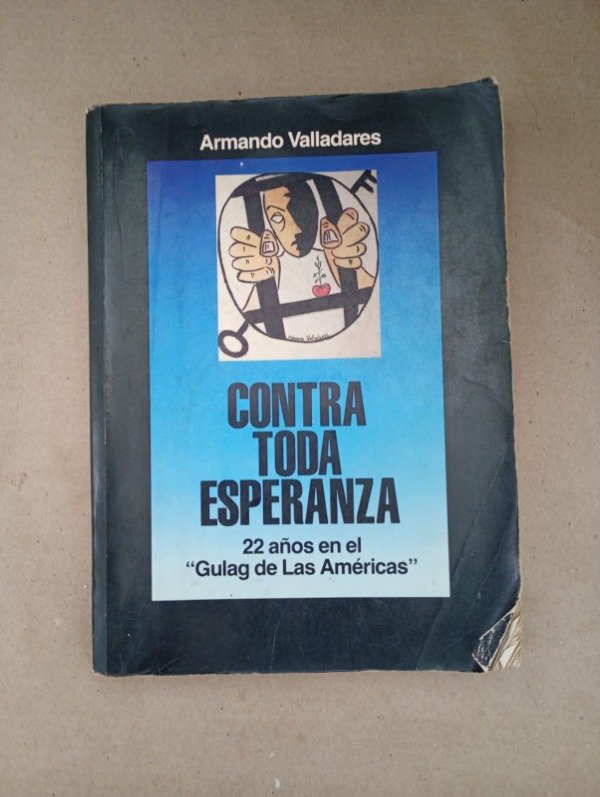 Armando Valladares
CONTRA
TODA
ESPERANZA
22 años en el
“Gulag de Las Américas”